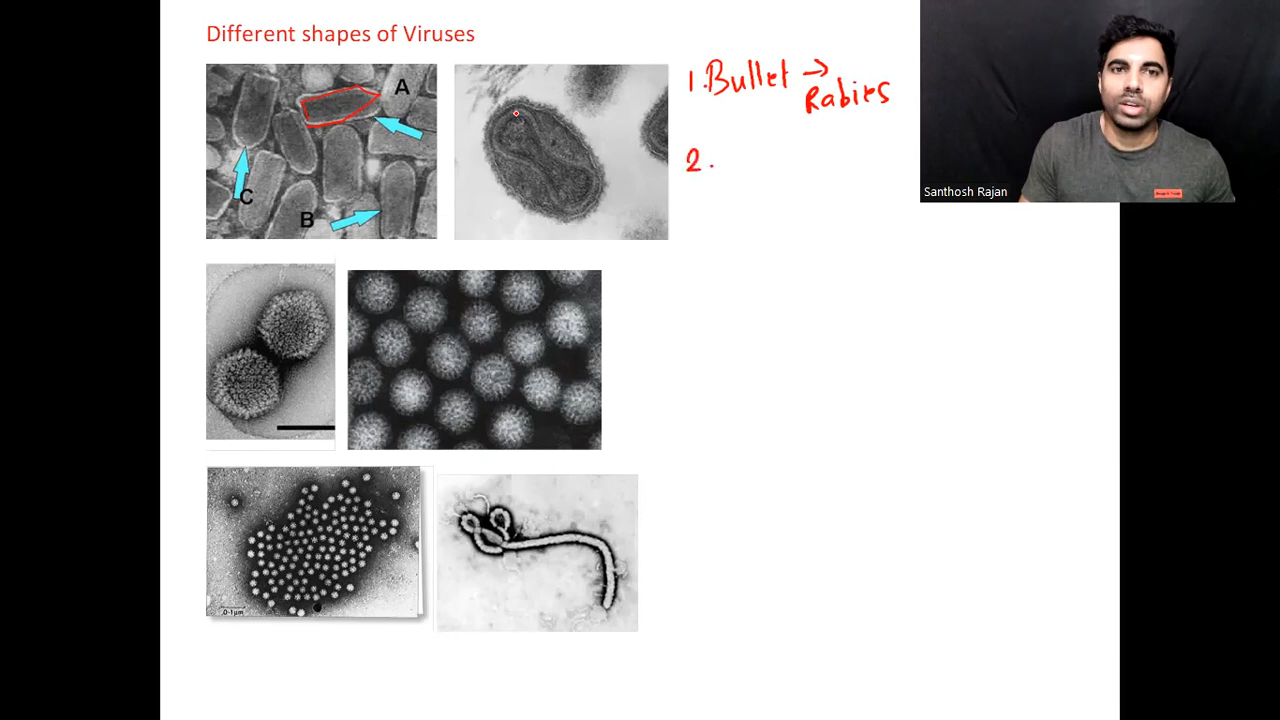 Different shapes of Viruses
A
C
B
1. Bullet →
Rabies
2.
Santhosh Rajan
0·1μm